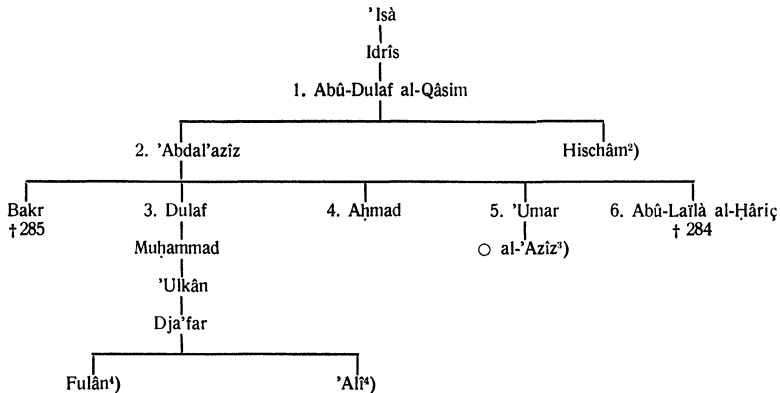 ’Isà
Idrîs
1. Abû-Dulaf al-Qâsim
2. ’Abdal’azîz Hischâm²)
Bakr 3. Dulaf 4. Aḥmad 5. ’Umar 6. Abû-Laïlà al-Ḥâriç
† 285 Muḥammad ○ al-’Azîz³) † 284
’Ulkân
Dja’far
Fulân⁴) ’Alî⁴)